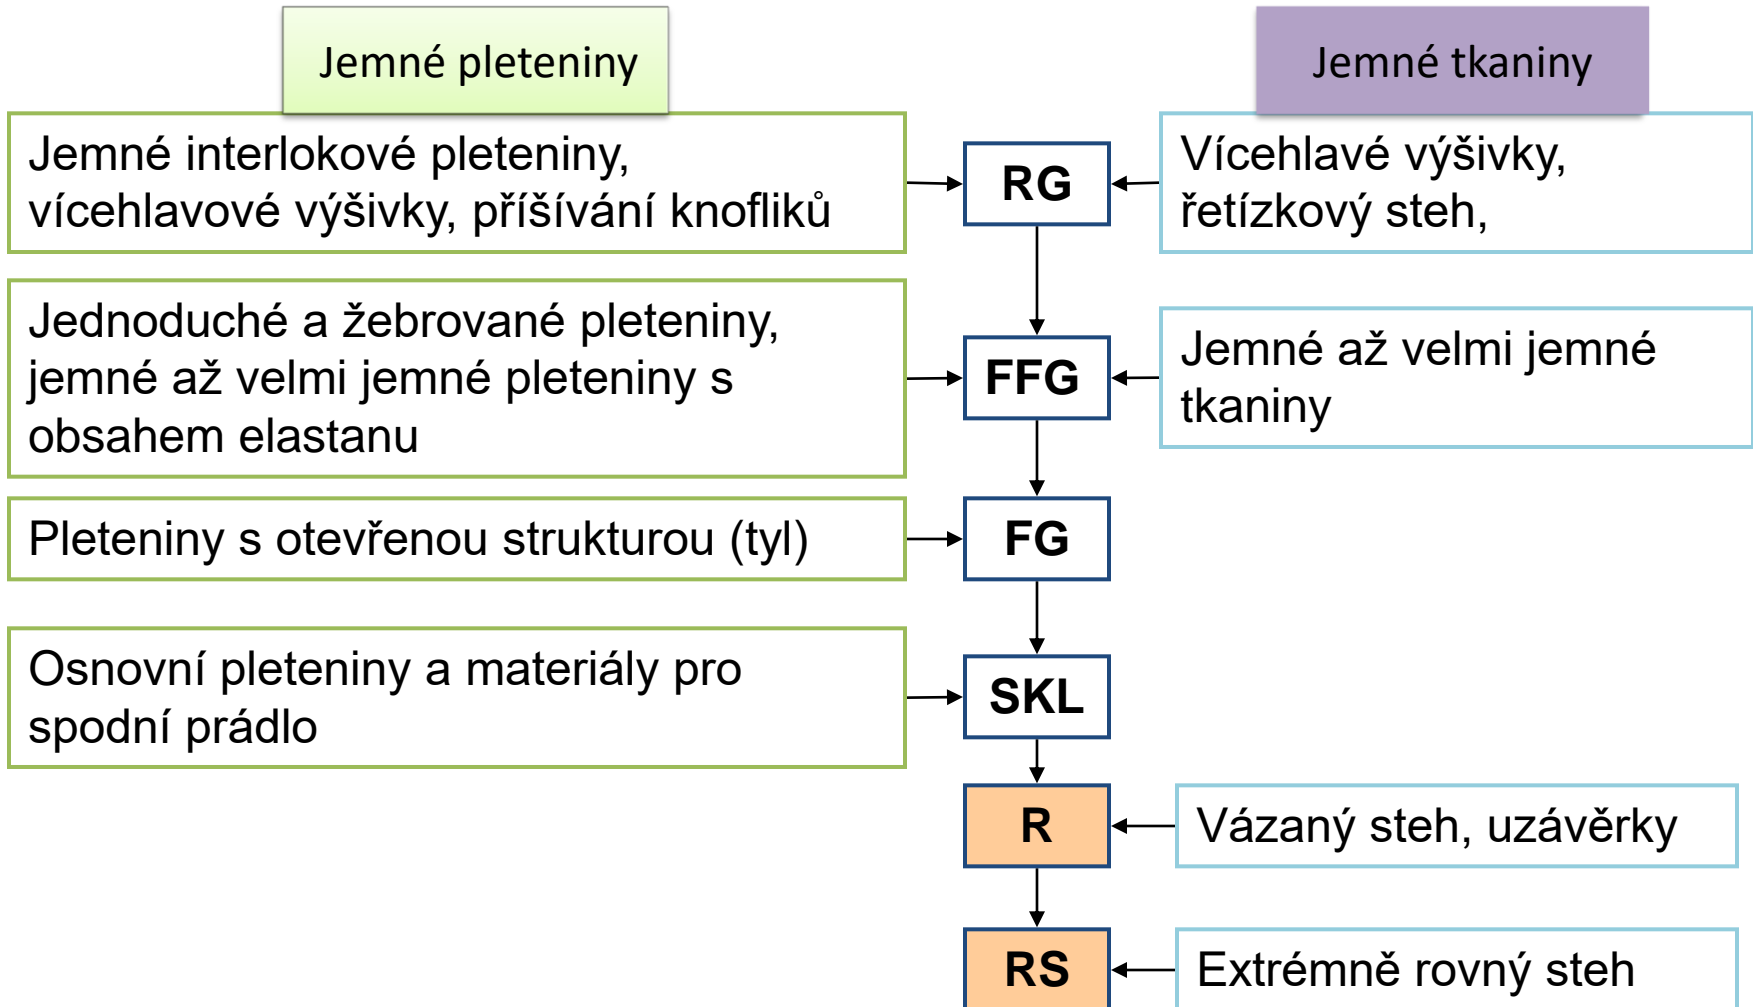 Jemné pleteniny
Jemné tkaniny
Jemné interlokové pleteniny,
vícehlavové výšivky, příšívání knoflíků
RG
Vícehlavé výšivky,
řetízkový steh,
Jednoduché a žebrované pleteniny,
jemné až velmi jemné pleteniny s
obsahem elastanu
FFG
Jemné až velmi jemné
tkaniny
Pleteniny s otevřenou strukturou (tyl)
FG
Osnovní pleteniny a materiály pro
spodní prádlo
SKL
R
Vázaný steh, uzávěrky
RS
Extrémně rovný steh